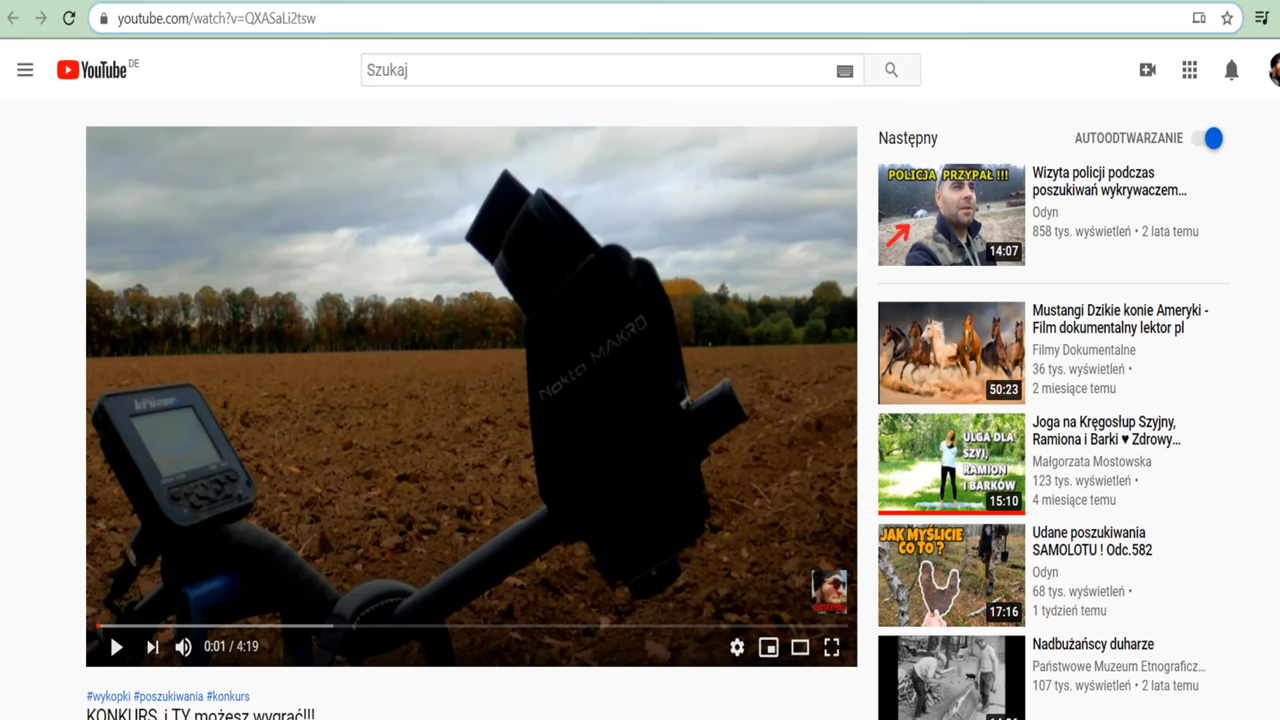 youtube.com/watch?v=QXASaLi2tsw
YouTube DE
Szukaj
Następny
AUTOODTWARZANIE
POLICJA PRZYPAŁ !!!
14:07
Wizyta policji podczas
poszukiwań wykrywaczem...
Odyn
858 tys. wyświetleń • 2 lata temu
50:23
Mustangi Dzikie konie Ameryki -
Film dokumentalny lektor pl
Filmy Dokumentalne
36 tys. wyświetleń •
2 miesiące temu
ULGA DLA
SZYI,
RAMION
I BARKÓW
15:10
Joga na Kręgosłup Szyjny,
Ramiona i Barki ♥ Zdrowy...
Małgorzata Mostowska
123 tys. wyświetleń •
4 miesiące temu
JAK MYŚLICIE
CO TO ?
17:16
Udane poszukiwania
SAMOLOTU ! Odc.582
Odyn
68 tys. wyświetleń •
1 tydzień temu
Nadbużańscy duharze
Państwowe Muzeum Etnograficz...
107 tys. wyświetleń • 2 lata temu
Nokta MAKRO
kruzer
0:01 / 4:19
#wykopki #poszukiwania #konkurs
KONKURS i TY możesz wygrać!!!